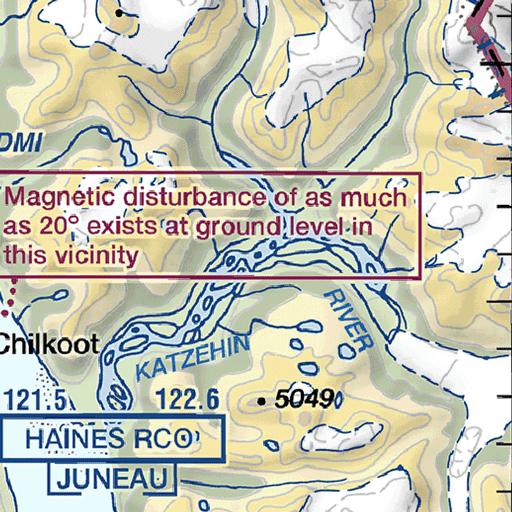 DMI
Magnetic disturbance of as much
as 20° exists at ground level in
this vicinity
Chilkoot
KATZEHIN
RIVER
121.5
122.6
5049
HAINES RCO
JUNEAU